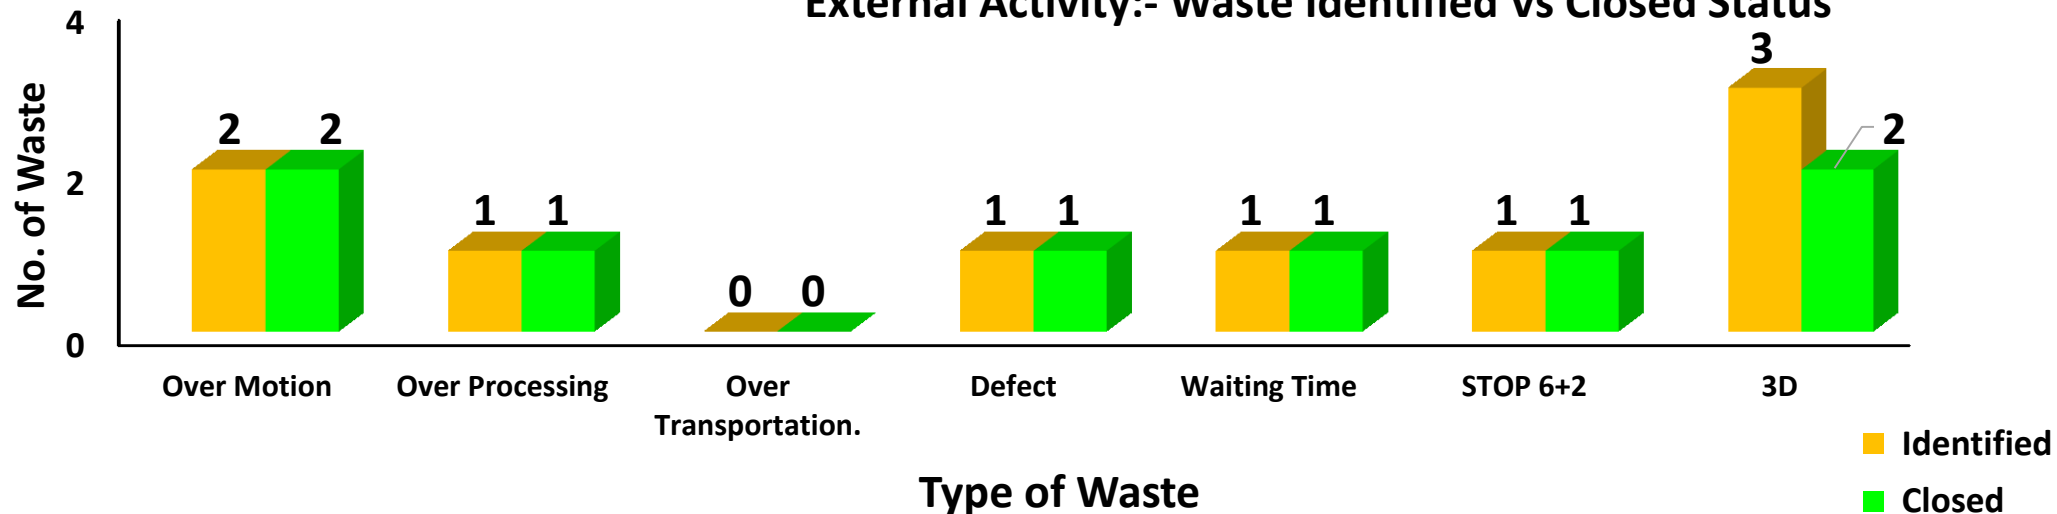 External Activity:- Waste Identified Vs Closed Status
4
2
0
No. of Waste
2 2
1 1
0 0
1 1
1 1
1 1
3 2
Over Motion
Over Processing
Over
Transportation.
Defect
Waiting Time
STOP 6+2
3D
Type of Waste
Identified
Closed